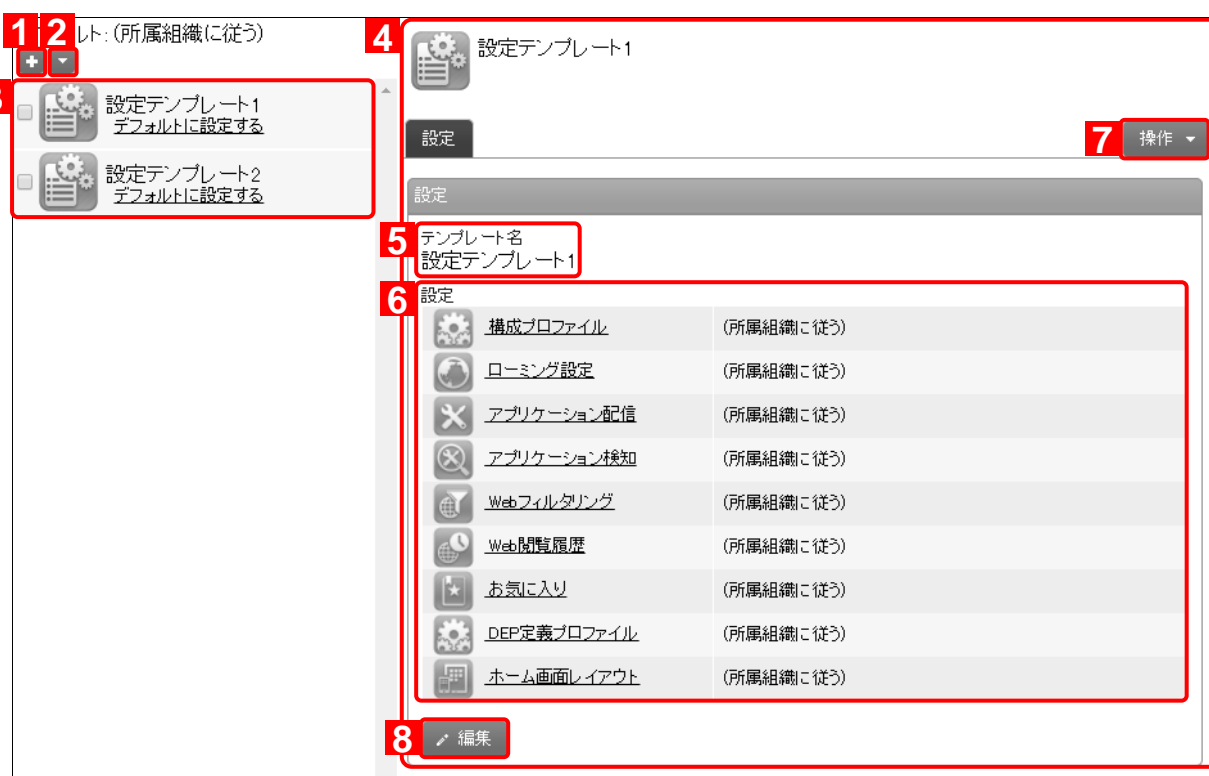 1 2 ルト: (所属組織に従う)
3
設定テンプレート1
デフォルトに設定する
設定テンプレート2
デフォルトに設定する
4
設定テンプレート1
設定
7 操作
設定
5 テンプレート名
設定テンプレート1
6 設定
構成プロファイル (所属組織に従う)
ローミング設定 (所属組織に従う)
アプリケーション配信 (所属組織に従う)
アプリケーション検知 (所属組織に従う)
Webフィルタリング (所属組織に従う)
Web閲覧履歴 (所属組織に従う)
お気に入り (所属組織に従う)
DEP定義プロファイル (所属組織に従う)
ホーム画面レイアウト (所属組織に従う)
8 編集